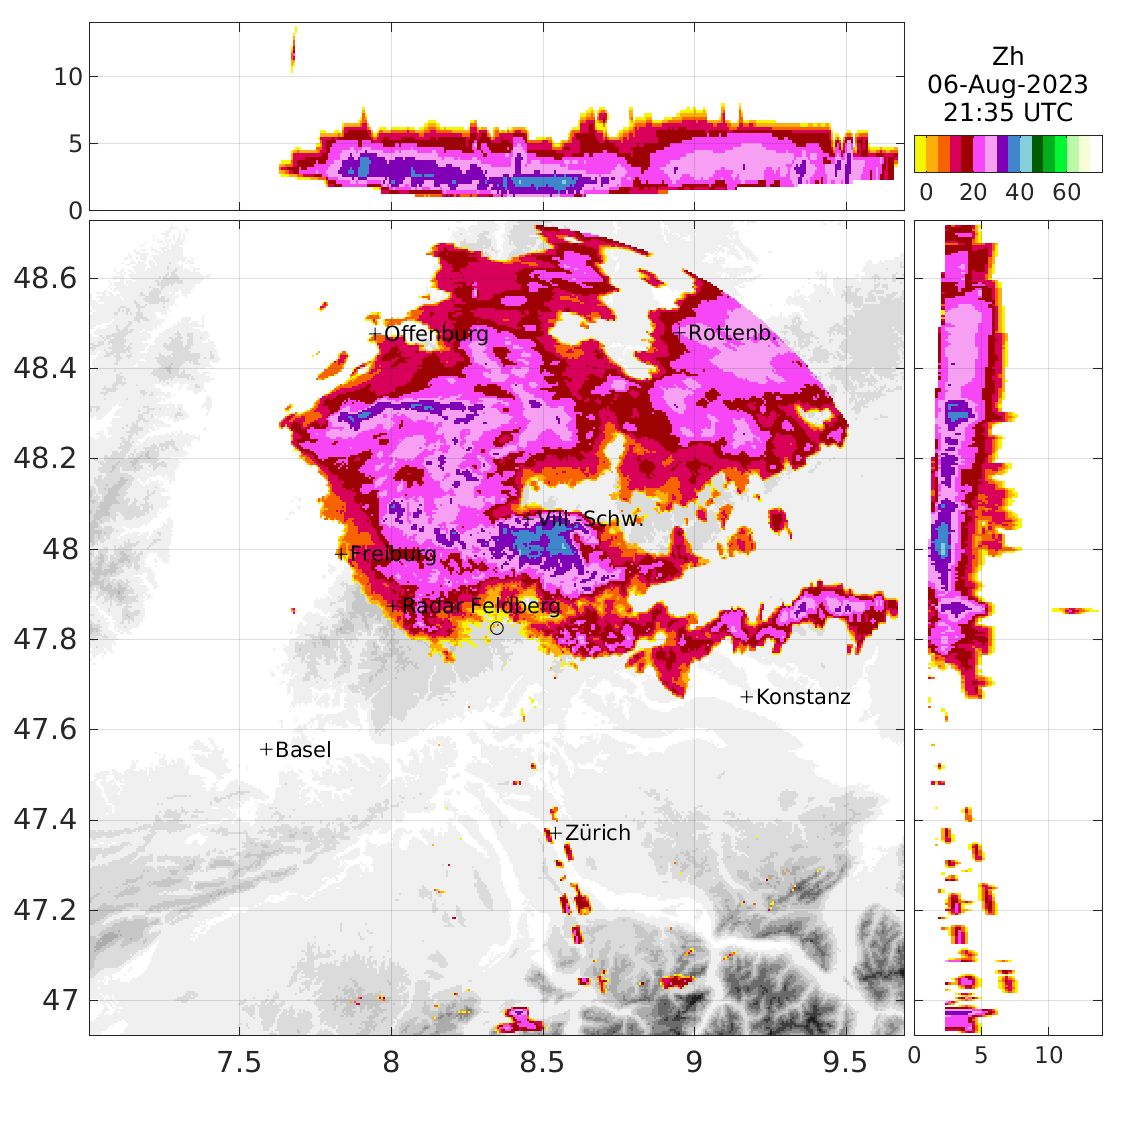 10
5
0
Zh
06-Aug-2023
21:35 UTC
0 20 40 60
48.6
48.4
48.2
48
47.8
47.6
47.4
47.2
47
+Offenburg
+Rottenb.
+Vill.-Schw.
+Freiburg
+Radar Feldberg
+Konstanz
+Basel
+Zürich
7.5 8 8.5 9 9.5
0 5 10